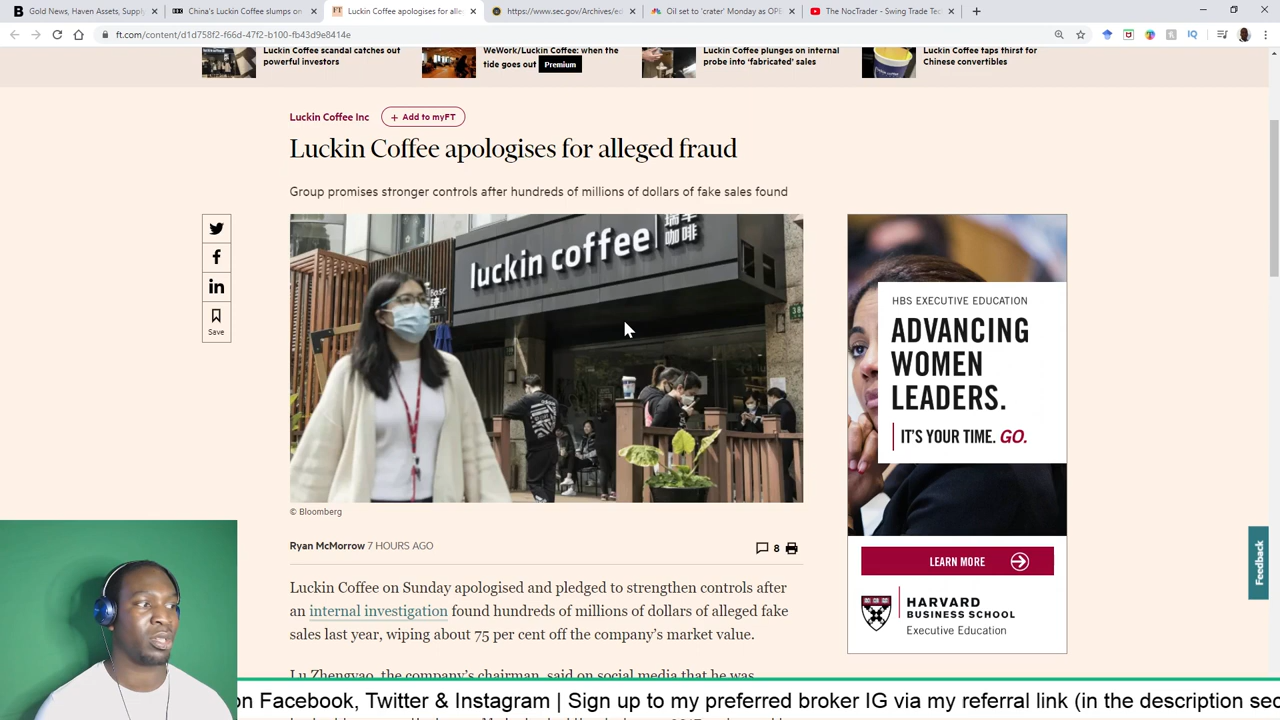 Gold News, Haven Assets, Supply
China's Luckin Coffee slumps on
Luckin Coffee apologises for alle
https://www.sec.gov/Archives/ed
Oil set to 'crater' Monday as OPE
The NocTrader - Swing Trade Tec
ft.com/content/d1d758f2-f66d-47f2-b100-fb43d9e8414e
Luckin Coffee scandal catches out
powerful investors
WeWork/Luckin Coffee: when the
tide goes out Premium
Luckin Coffee plunges on internal
probe into 'fabricated' sales
Luckin Coffee taps thirst for
Chinese convertibles
Luckin Coffee Inc
+ Add to myFT
Luckin Coffee apologises for alleged fraud
Group promises stronger controls after hundreds of millions of dollars of fake sales found
luckin coffee
瑞幸
咖啡
Save
© Bloomberg
Ryan McMorrow 7 HOURS AGO
8
Luckin Coffee on Sunday apologised and pledged to strengthen controls after
an internal investigation found hundreds of millions of dollars of alleged fake
sales last year, wiping about 75 per cent off the company's market value.
Lu Zhengyao, the company's chairman, said on social media that he was
HBS EXECUTIVE EDUCATION
ADVANCING
WOMEN
LEADERS.
IT'S YOUR TIME. GO.
LEARN MORE
HARVARD
BUSINESS SCHOOL
Executive Education
Feedback
on Facebook, Twitter & Instagram | Sign up to my preferred broker IG via my referral link (in the description sec